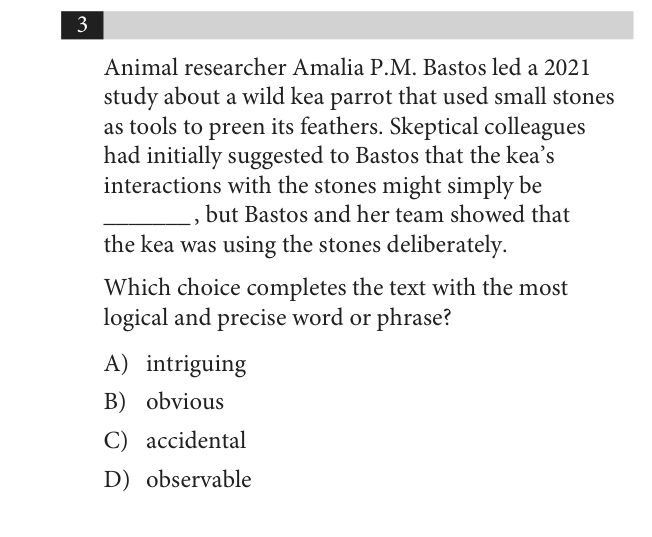 3
Animal researcher Amalia P.M. Bastos led a 2021
study about a wild kea parrot that used small stones
as tools to preen its feathers. Skeptical colleagues
had initially suggested to Bastos that the kea’s
interactions with the stones might simply be
_______ , but Bastos and her team showed that
the kea was using the stones deliberately.
Which choice completes the text with the most
logical and precise word or phrase?
A) intriguing
B) obvious
C) accidental
D) observable